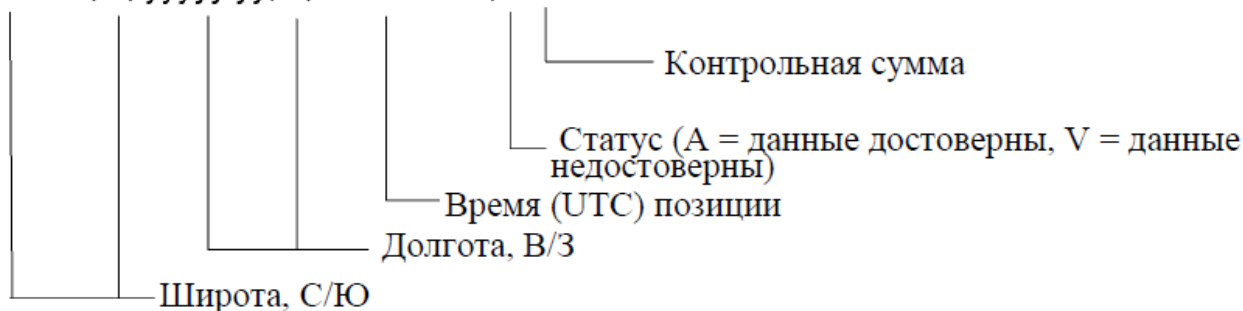 Контрольная сумма
Статус (A = данные достоверны, V = данные
недостоверны)
Время (UTC) позиции
Долгота, В/З
Широта, С/Ю